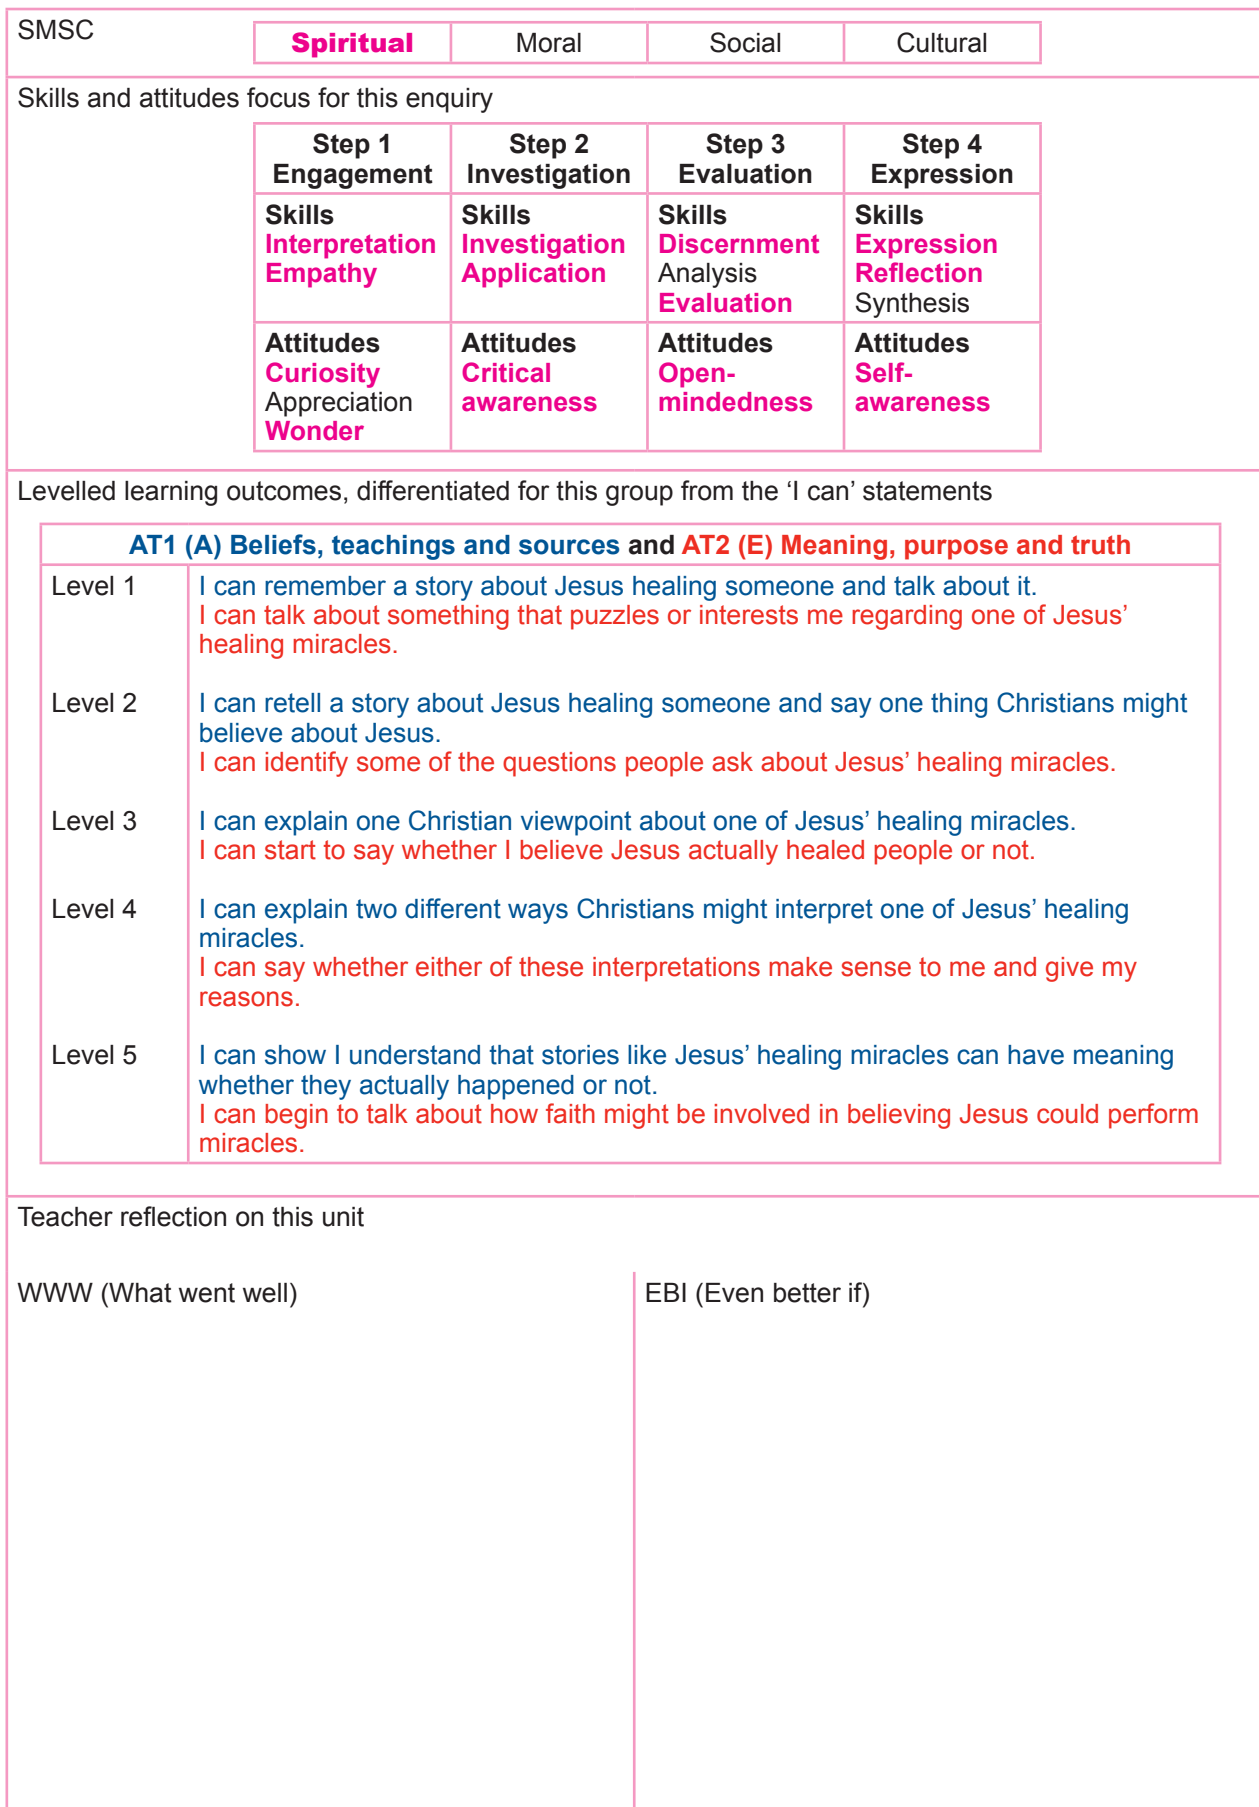 SMSC
Spiritual Moral Social Cultural
Skills and attitudes focus for this enquiry
Step 1 Step 2 Step 3 Step 4
Engagement Investigation Evaluation Expression
Skills Skills Skills Skills
Interpretation Investigation Discernment Expression
Empathy Application Analysis Reflection
Evaluation Synthesis
Attitudes Attitudes Attitudes Attitudes
Curiosity Critical Open- Self-
Appreciation awareness mindedness awareness
Wonder
Levelled learning outcomes, differentiated for this group from the ‘I can’ statements
AT1 (A) Beliefs, teachings and sources and AT2 (E) Meaning, purpose and truth
Level 1 I can remember a story about Jesus healing someone and talk about it.
I can talk about something that puzzles or interests me regarding one of Jesus’
healing miracles.
Level 2 I can retell a story about Jesus healing someone and say one thing Christians might
believe about Jesus.
I can identify some of the questions people ask about Jesus’ healing miracles.
Level 3 I can explain one Christian viewpoint about one of Jesus’ healing miracles.
I can start to say whether I believe Jesus actually healed people or not.
Level 4 I can explain two different ways Christians might interpret one of Jesus’ healing
miracles.
I can say whether either of these interpretations make sense to me and give my
reasons.
Level 5 I can show I understand that stories like Jesus’ healing miracles can have meaning
whether they actually happened or not.
I can begin to talk about how faith might be involved in believing Jesus could perform
miracles.
Teacher reflection on this unit
WWW (What went well) EBI (Even better if)